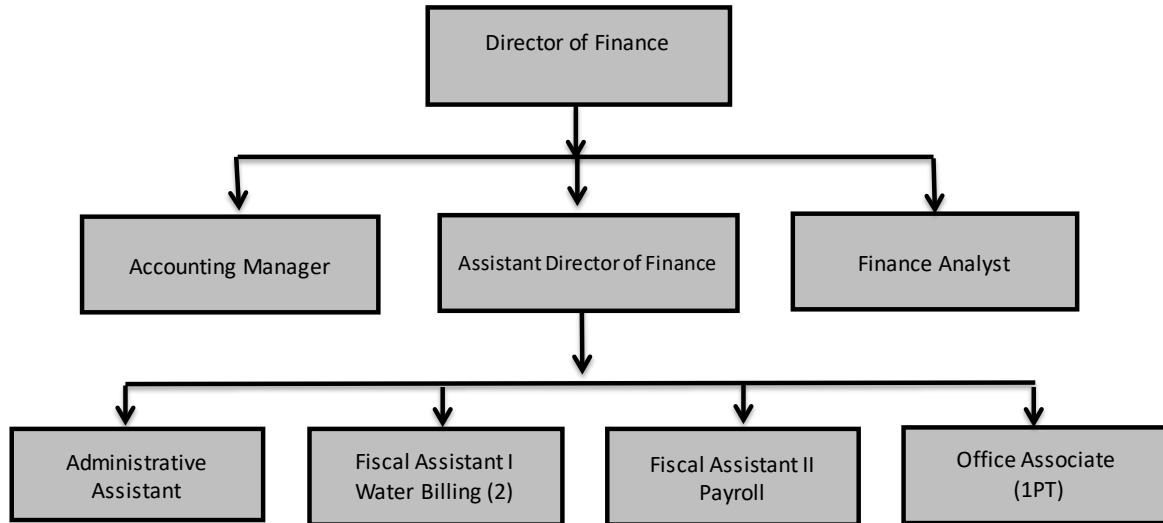 Director of Finance
Accounting Manager
Assistant Director of Finance
Finance Analyst
Administrative
Assistant
Fiscal Assistant I
Water Billing (2)
Fiscal Assistant II
Payroll
Office Associate
(1PT)